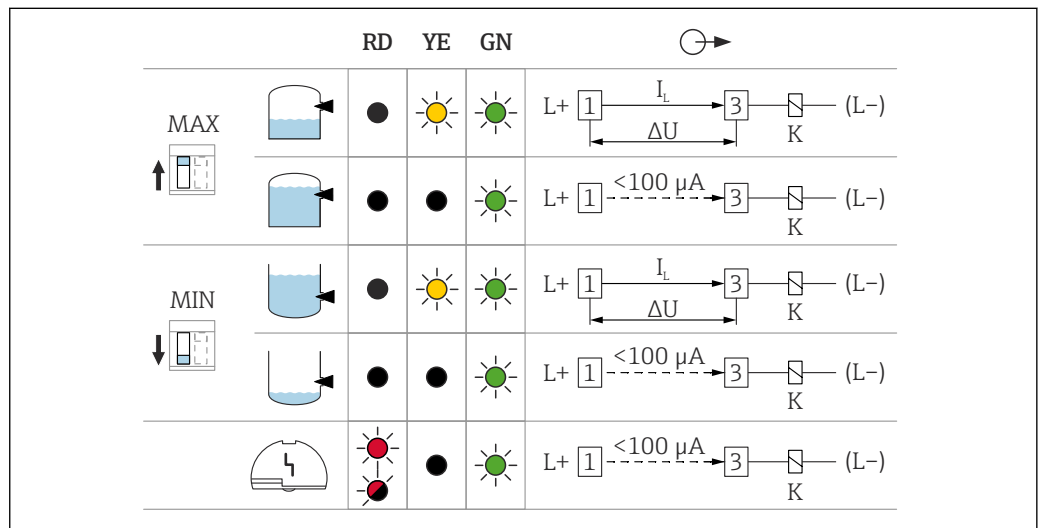 RD YE GN
MAX
L+ 1 I_L 3 (L–)
ΔU K
L+ 1 <100 µA 3 (L–)
K
MIN
L+ 1 I_L 3 (L–)
ΔU K
L+ 1 <100 µA 3 (L–)
K
L+ 1 <100 µA 3 (L–)
K